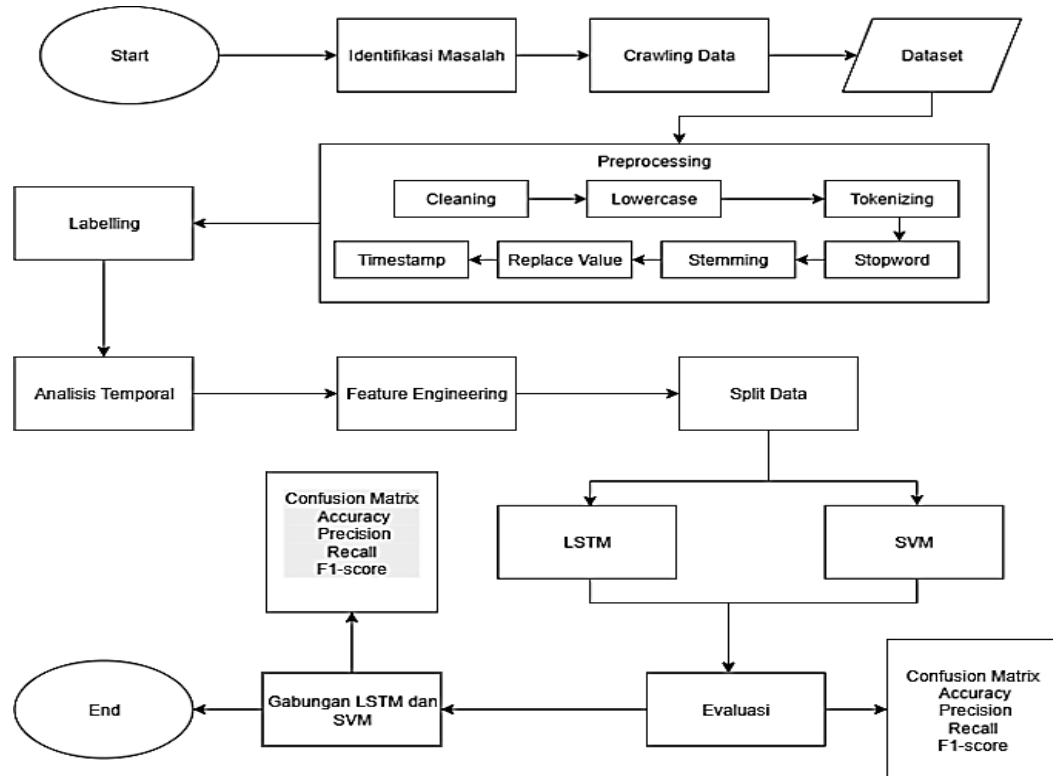 Start
Identifikasi Masalah
Crawling Data
Dataset
Preprocessing
Cleaning
Lowercase
Tokenizing
Timestamp
Replace Value
Stemming
Stopword
Labelling
Analisis Temporal
Feature Engineering
Split Data
Confusion Matrix
Accuracy
Precision
Recall
F1-score
LSTM
SVM
End
Gabungan LSTM dan
SVM
Evaluasi
Confusion Matrix
Accuracy
Precision
Recall
F1-score